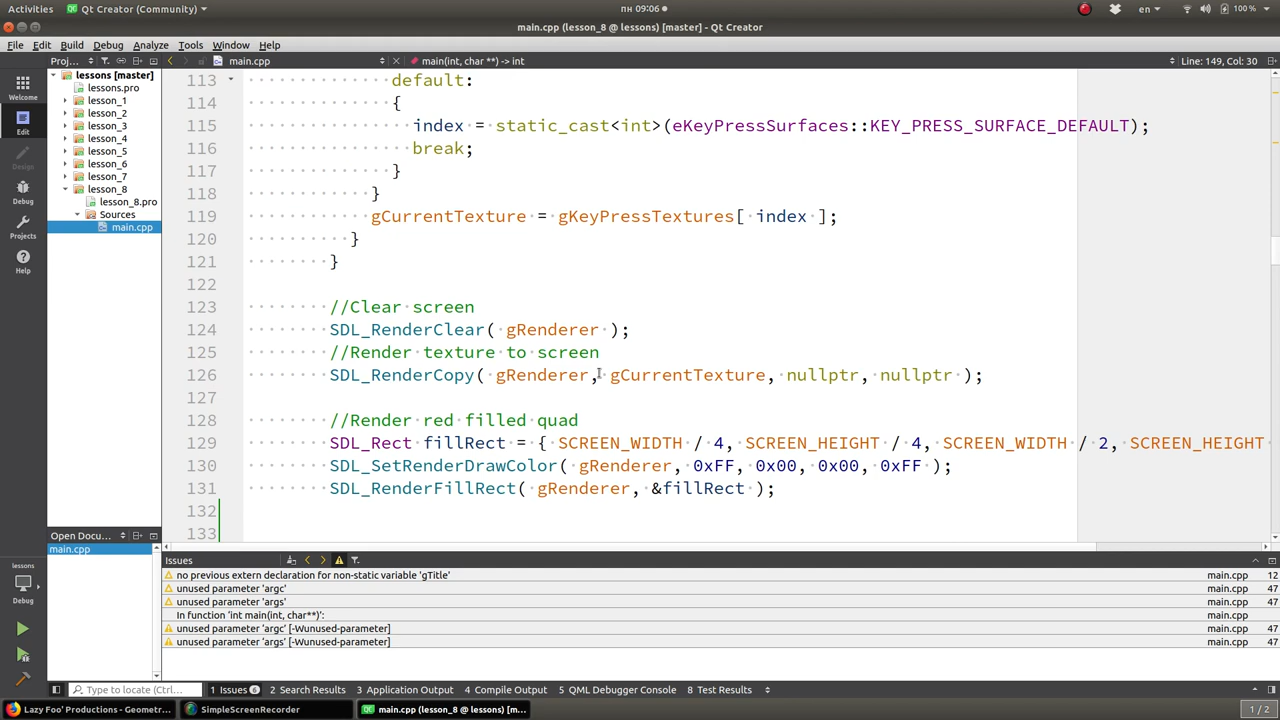 Activities Qt Creator (Community) пн 09:06 en 100 %
main.cpp (lesson_8 @ lessons) [master] - Qt Creator
File Edit Build Debug Analyze Tools Window Help
Proj... main.cpp main(int, char **) -> int Line: 149, Col: 30
Welcome
Edit
Design
Debug
Projects
Help
lessons
Debug
lessons [master]
lessons.pro
lesson_1
lesson_2
lesson_3
lesson_4
lesson_5
lesson_6
lesson_7
lesson_8
lesson_8.pro
Sources
main.cpp
Open Docu...
main.cpp
113 default:
114 {
115 index = static_cast<int>(eKeyPressSurfaces::KEY_PRESS_SURFACE_DEFAULT);
116 break;
117 }
118 }
119 gCurrentTexture = gKeyPressTextures[ index ];
120 }
121 }
122
123 //Clear screen
124 SDL_RenderClear( gRenderer );
125 //Render texture to screen
126 SDL_RenderCopy( gRenderer, gCurrentTexture, nullptr, nullptr );
127
128 //Render red filled quad
129 SDL_Rect fillRect = { SCREEN_WIDTH / 4, SCREEN_HEIGHT / 4, SCREEN_WIDTH / 2, SCREEN_HEIGHT
130 SDL_SetRenderDrawColor( gRenderer, 0xFF, 0x00, 0x00, 0xFF );
131 SDL_RenderFillRect( gRenderer, &fillRect );
132
133
Issues
no previous extern declaration for non-static variable 'gTitle' main.cpp 12
unused parameter 'argc' main.cpp 47
unused parameter 'args' main.cpp 47
In function 'int main(int, char**)': main.cpp
unused parameter 'argc' [-Wunused-parameter] main.cpp 47
unused parameter 'args' [-Wunused-parameter] main.cpp 47
Type to locate (Ctrl... 1 Issues 6 2 Search Results 3 Application Output 4 Compile Output 5 QML Debugger Console 8 Test Results
Lazy Foo' Productions - Geometr... SimpleScreenRecorder main.cpp (lesson_8 @ lessons) [m... 1 / 2